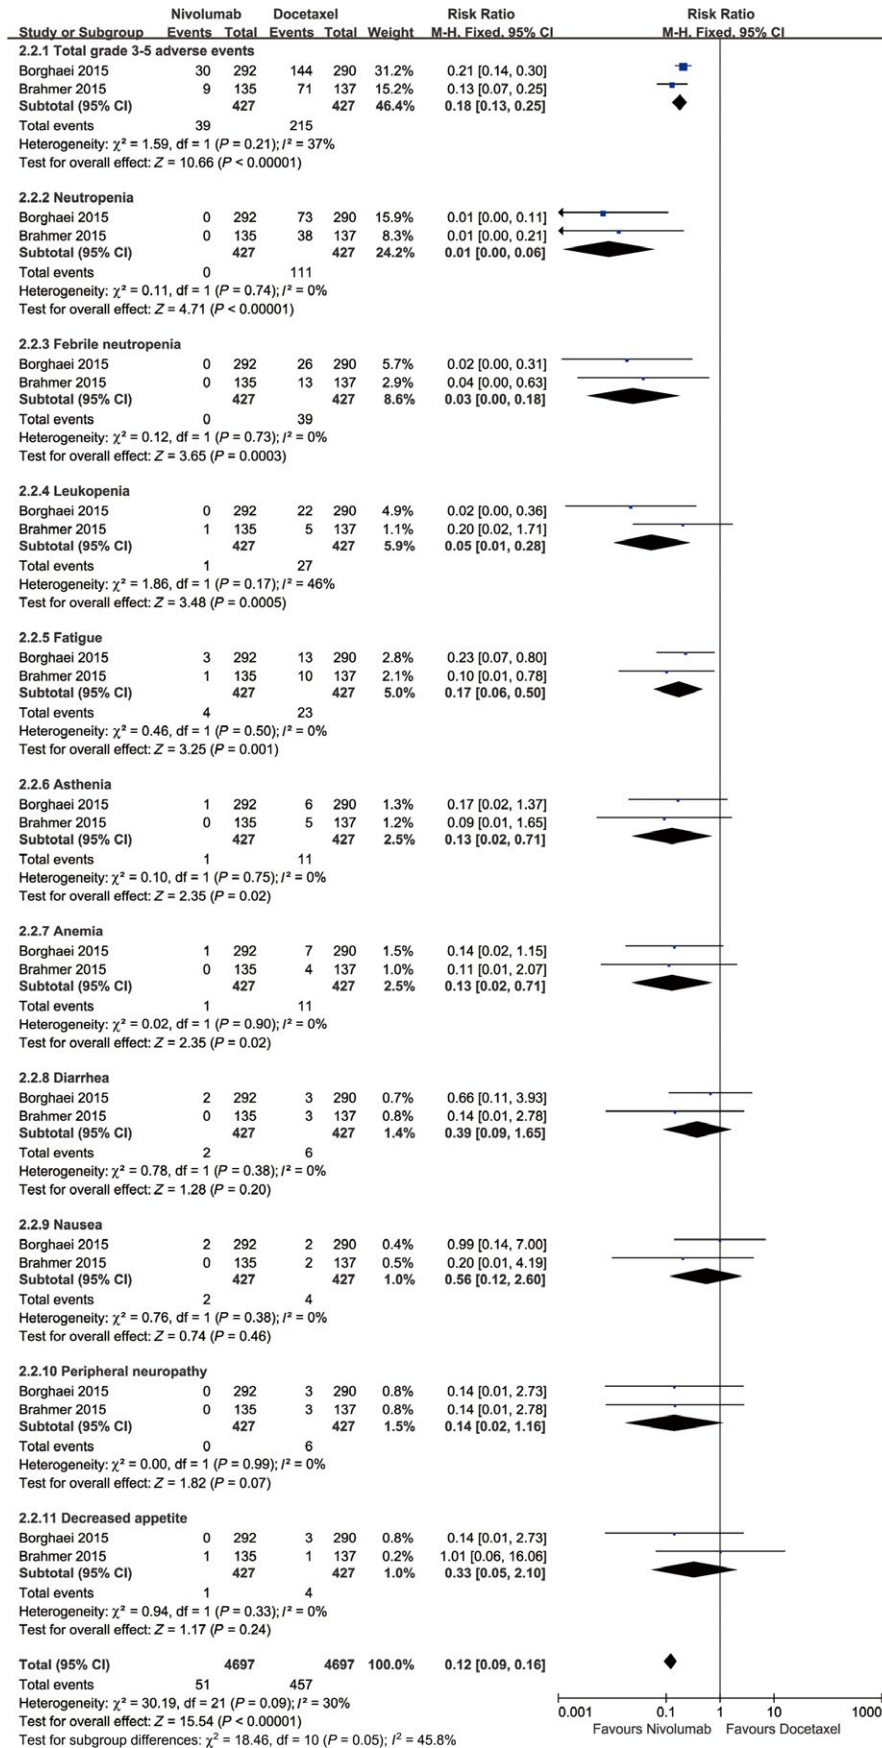 Nivolumab Docetaxel Risk Ratio Risk Ratio
Study or Subgroup Events Total Events Total Weight M-H, Fixed, 95% CI M-H, Fixed, 95% CI
2.2.1 Total grade 3-5 adverse events
Borghaei 2015 30 292 144 290 31.2% 0.21 [0.14, 0.30]
Brahmer 2015 9 135 71 137 15.2% 0.13 [0.07, 0.25]
Subtotal (95% CI) 427 427 46.4% 0.18 [0.13, 0.25]
Total events 39 215
Heterogeneity: χ² = 1.59, df = 1 (P = 0.21); I² = 37%
Test for overall effect: Z = 10.66 (P < 0.00001)
2.2.2 Neutropenia
Borghaei 2015 0 292 73 290 15.9% 0.01 [0.00, 0.11]
Brahmer 2015 0 135 38 137 8.3% 0.01 [0.00, 0.21]
Subtotal (95% CI) 427 427 24.2% 0.01 [0.00, 0.06]
Total events 0 111
Heterogeneity: χ² = 0.11, df = 1 (P = 0.74); I² = 0%
Test for overall effect: Z = 4.71 (P < 0.00001)
2.2.3 Febrile neutropenia
Borghaei 2015 0 292 26 290 5.7% 0.02 [0.00, 0.31]
Brahmer 2015 0 135 13 137 2.9% 0.04 [0.00, 0.63]
Subtotal (95% CI) 427 427 8.6% 0.03 [0.00, 0.18]
Total events 0 39
Heterogeneity: χ² = 0.12, df = 1 (P = 0.73); I² = 0%
Test for overall effect: Z = 3.65 (P = 0.0003)
2.2.4 Leukopenia
Borghaei 2015 0 292 22 290 4.9% 0.02 [0.00, 0.36]
Brahmer 2015 1 135 5 137 1.1% 0.20 [0.02, 1.71]
Subtotal (95% CI) 427 427 5.9% 0.05 [0.01, 0.28]
Total events 1 27
Heterogeneity: χ² = 1.86, df = 1 (P = 0.17); I² = 46%
Test for overall effect: Z = 3.48 (P = 0.0005)
2.2.5 Fatigue
Borghaei 2015 3 292 13 290 2.8% 0.23 [0.07, 0.80]
Brahmer 2015 1 135 10 137 2.1% 0.10 [0.01, 0.78]
Subtotal (95% CI) 427 427 5.0% 0.17 [0.06, 0.50]
Total events 4 23
Heterogeneity: χ² = 0.46, df = 1 (P = 0.50); I² = 0%
Test for overall effect: Z = 3.25 (P = 0.001)
2.2.6 Asthenia
Borghaei 2015 1 292 6 290 1.3% 0.17 [0.02, 1.37]
Brahmer 2015 0 135 5 137 1.2% 0.09 [0.01, 1.65]
Subtotal (95% CI) 427 427 2.5% 0.13 [0.02, 0.71]
Total events 1 11
Heterogeneity: χ² = 0.10, df = 1 (P = 0.75); I² = 0%
Test for overall effect: Z = 2.35 (P = 0.02)
2.2.7 Anemia
Borghaei 2015 1 292 7 290 1.5% 0.14 [0.02, 1.15]
Brahmer 2015 0 135 4 137 1.0% 0.11 [0.01, 2.07]
Subtotal (95% CI) 427 427 2.5% 0.13 [0.02, 0.71]
Total events 1 11
Heterogeneity: χ² = 0.02, df = 1 (P = 0.90); I² = 0%
Test for overall effect: Z = 2.35 (P = 0.02)
2.2.8 Diarrhea
Borghaei 2015 2 292 3 290 0.7% 0.66 [0.11, 3.93]
Brahmer 2015 0 135 3 137 0.8% 0.14 [0.01, 2.78]
Subtotal (95% CI) 427 427 1.4% 0.39 [0.09, 1.65]
Total events 2 6
Heterogeneity: χ² = 0.78, df = 1 (P = 0.38); I² = 0%
Test for overall effect: Z = 1.28 (P = 0.20)
2.2.9 Nausea
Borghaei 2015 2 292 2 290 0.4% 0.99 [0.14, 7.00]
Brahmer 2015 0 135 2 137 0.5% 0.20 [0.01, 4.19]
Subtotal (95% CI) 427 427 1.0% 0.56 [0.12, 2.60]
Total events 2 4
Heterogeneity: χ² = 0.76, df = 1 (P = 0.38); I² = 0%
Test for overall effect: Z = 0.74 (P = 0.46)
2.2.10 Peripheral neuropathy
Borghaei 2015 0 292 3 290 0.8% 0.14 [0.01, 2.73]
Brahmer 2015 0 135 3 137 0.8% 0.14 [0.01, 2.78]
Subtotal (95% CI) 427 427 1.5% 0.14 [0.02, 1.16]
Total events 0 6
Heterogeneity: χ² = 0.00, df = 1 (P = 0.99); I² = 0%
Test for overall effect: Z = 1.82 (P = 0.07)
2.2.11 Decreased appetite
Borghaei 2015 0 292 3 290 0.8% 0.14 [0.01, 2.73]
Brahmer 2015 1 135 1 137 0.2% 1.01 [0.06, 16.06]
Subtotal (95% CI) 427 427 1.0% 0.33 [0.05, 2.10]
Total events 1 4
Heterogeneity: χ² = 0.94, df = 1 (P = 0.33); I² = 0%
Test for overall effect: Z = 1.17 (P = 0.24)
Total (95% CI) 4697 4697 100.0% 0.12 [0.09, 0.16]
Total events 51 457
Heterogeneity: χ² = 30.19, df = 21 (P = 0.09); I² = 30%
Test for overall effect: Z = 15.54 (P < 0.00001)
Test for subgroup differences: χ² = 18.46, df = 10 (P = 0.05); I² = 45.8%
0.001 0.1 1 10 1000
Favours Nivolumab Favours Docetaxel